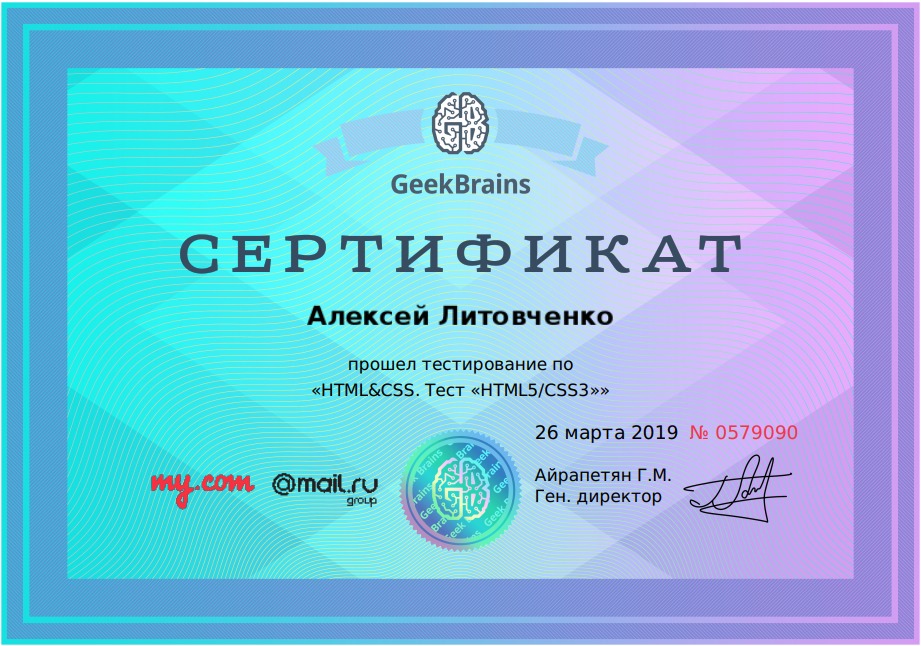 GeekBrains
СЕРТИФИКАТ
Алексей Литовченко
прошел тестирование по
«HTML&CSS. Тест «HTML5/CSS3»»
26 марта 2019 № 0579090
Айрапетян Г.М.
Ген. директор
my.com @mail.ru
group